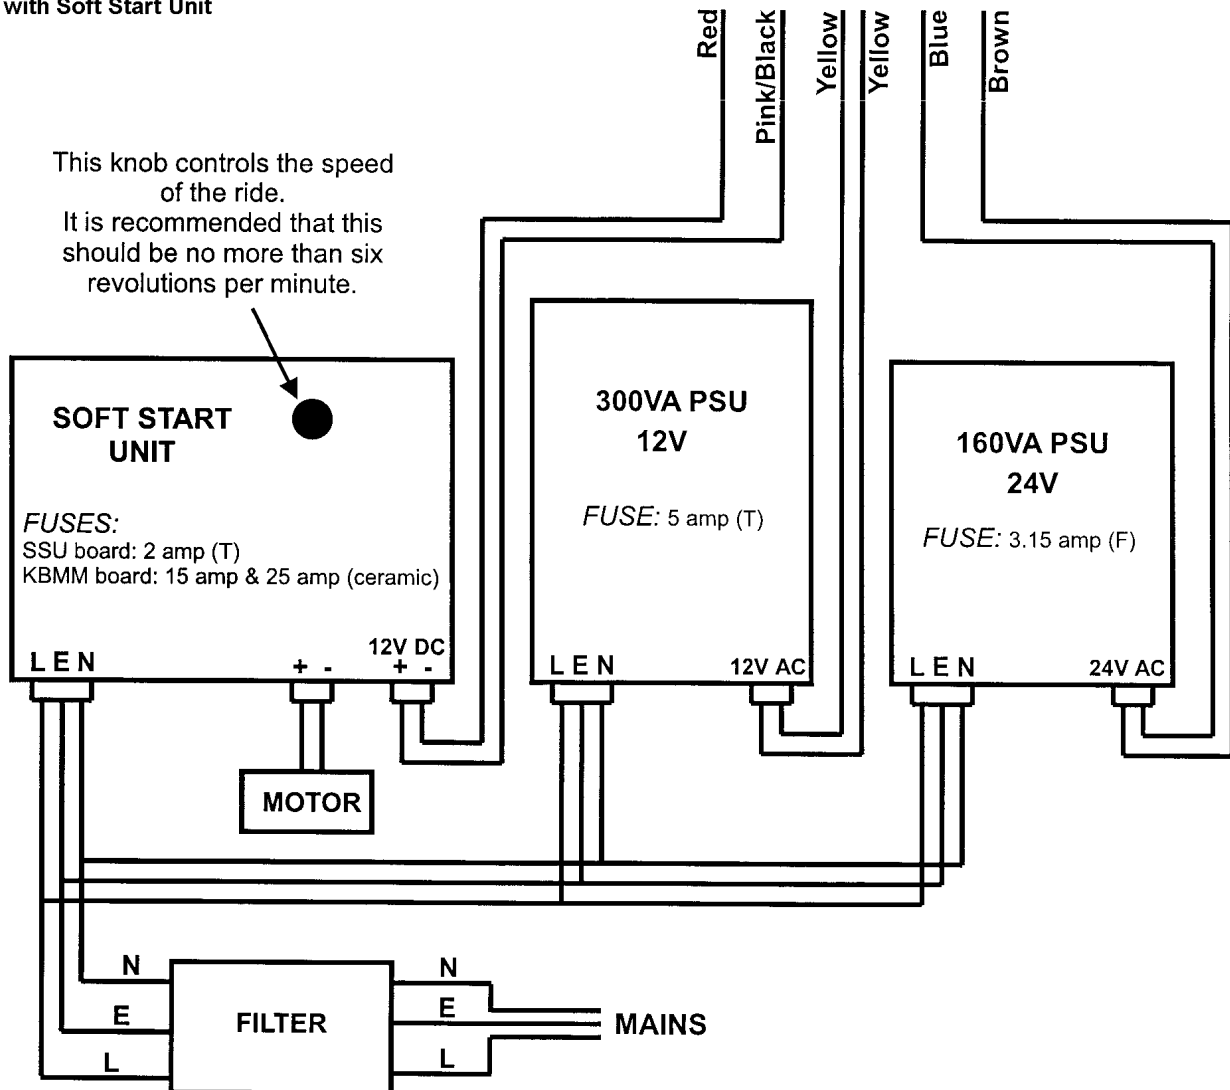 with Soft Start Unit
Red
Pink/Black
Yellow
Yellow
Blue
Brown
This knob controls the speed
of the ride.
It is recommended that this
should be no more than six
revolutions per minute.
SOFT START
UNIT
FUSES:
SSU board: 2 amp (T)
KBMM board: 15 amp & 25 amp (ceramic)
L E N
+ -
12V DC
+ -
MOTOR
300VA PSU
12V
FUSE: 5 amp (T)
L E N
12V AC
160VA PSU
24V
FUSE: 3.15 amp (F)
L E N
24V AC
N
E
L
FILTER
N
E
L
MAINS